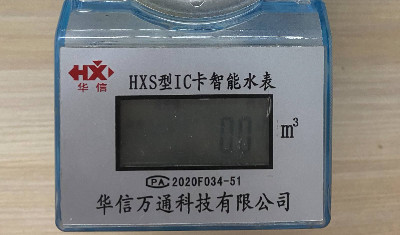 HX
华信
HXS型IC卡智能水表
00 m³
PA 2020F034-51
华信万通科技有限公司